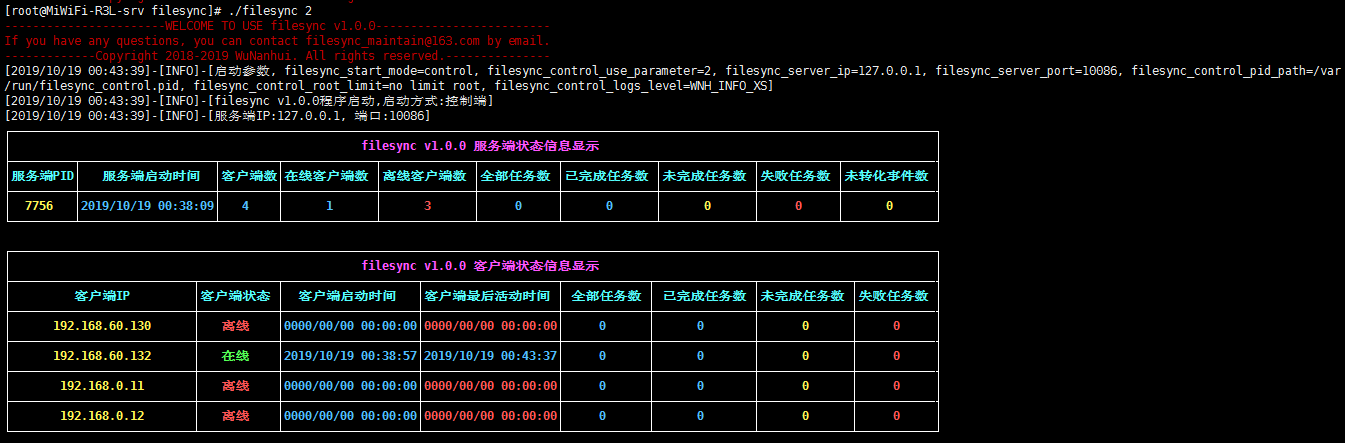 [root@MiWiFi-R3L-srv filesync]# ./filesync 2
-----------------------WELCOME TO USE filesync v1.0.0-------------------------
If you have any questions, you can contact filesync_maintain@163.com by email.
-------------Copyright 2018-2019 WuNanhui. All rights reserved.---------------
[2019/10/19 00:43:39]-[INFO]-[启动参数, filesync_start_mode=control, filesync_control_use_parameter=2, filesync_server_ip=127.0.0.1, filesync_server_port=10086, filesync_control_pid_path=/var
/run/filesync_control.pid, filesync_control_root_limit=no limit root, filesync_control_logs_level=WNH_INFO_XS]
[2019/10/19 00:43:39]-[INFO]-[filesync v1.0.0程序启动,启动方式:控制端]
[2019/10/19 00:43:39]-[INFO]-[服务端IP:127.0.0.1, 端口:10086]
filesync v1.0.0 服务端状态信息显示
服务端PID 服务端启动时间 客户端数 在线客户端数 离线客户端数 全部任务数 已完成任务数 未完成任务数 失败任务数 未转化事件数
7756 2019/10/19 00:38:09 4 1 3 0 0 0 0 0
filesync v1.0.0 客户端状态信息显示
客户端IP 客户端状态 客户端启动时间 客户端最后活动时间 全部任务数 已完成任务数 未完成任务数 失败任务数
192.168.60.130 离线 0000/00/00 00:00:00 0000/00/00 00:00:00 0 0 0 0
192.168.60.132 在线 2019/10/19 00:38:57 2019/10/19 00:43:37 0 0 0 0
192.168.0.11 离线 0000/00/00 00:00:00 0000/00/00 00:00:00 0 0 0 0
192.168.0.12 离线 0000/00/00 00:00:00 0000/00/00 00:00:00 0 0 0 0